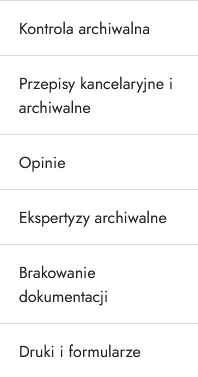 Kontrola archiwalna
Przepisy kancelaryjne i
archiwalne
Opinie
Ekspertyzy archiwalne
Brakowanie
dokumentacji
Druki i formularze